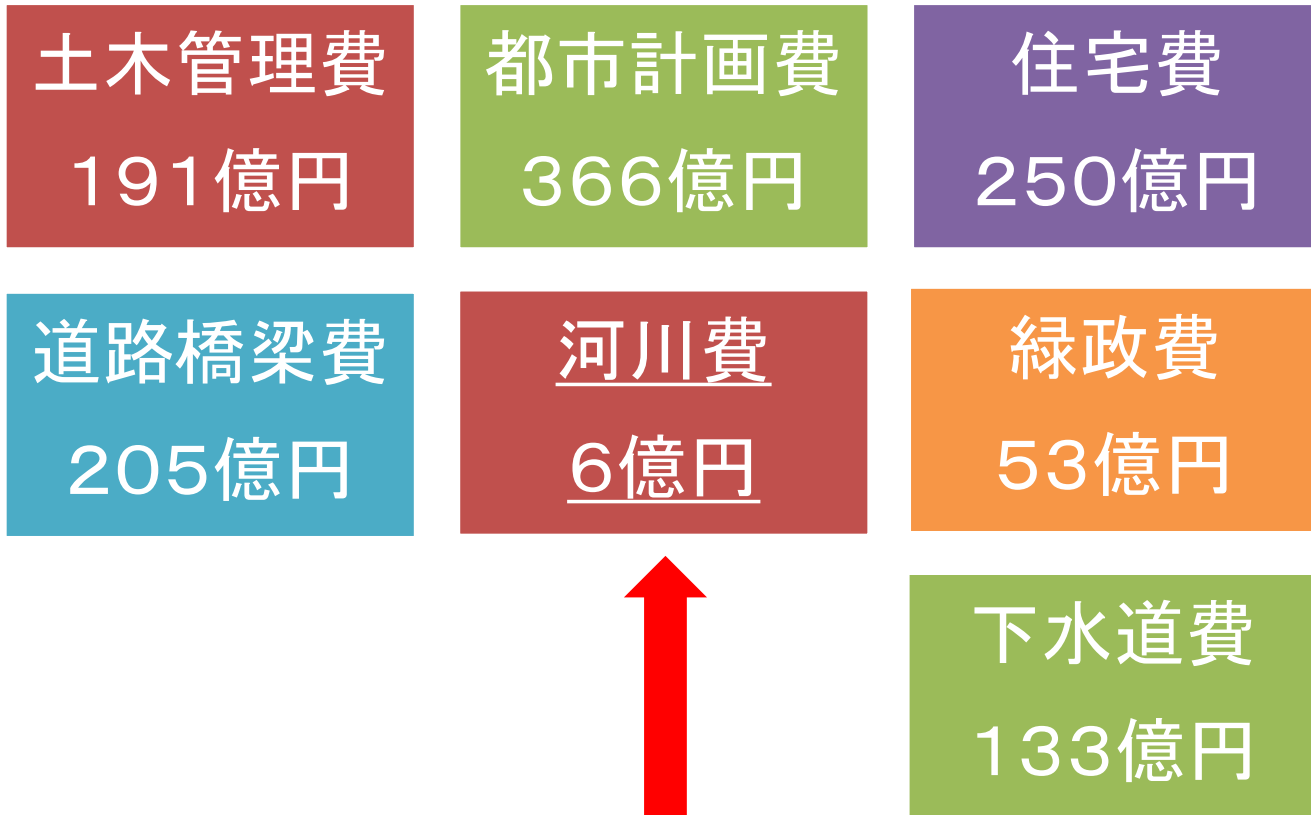 土木管理費
191億円
都市計画費
366億円
住宅費
250億円
道路橋梁費
205億円
河川費
6億円
緑政費
53億円
下水道費
133億円